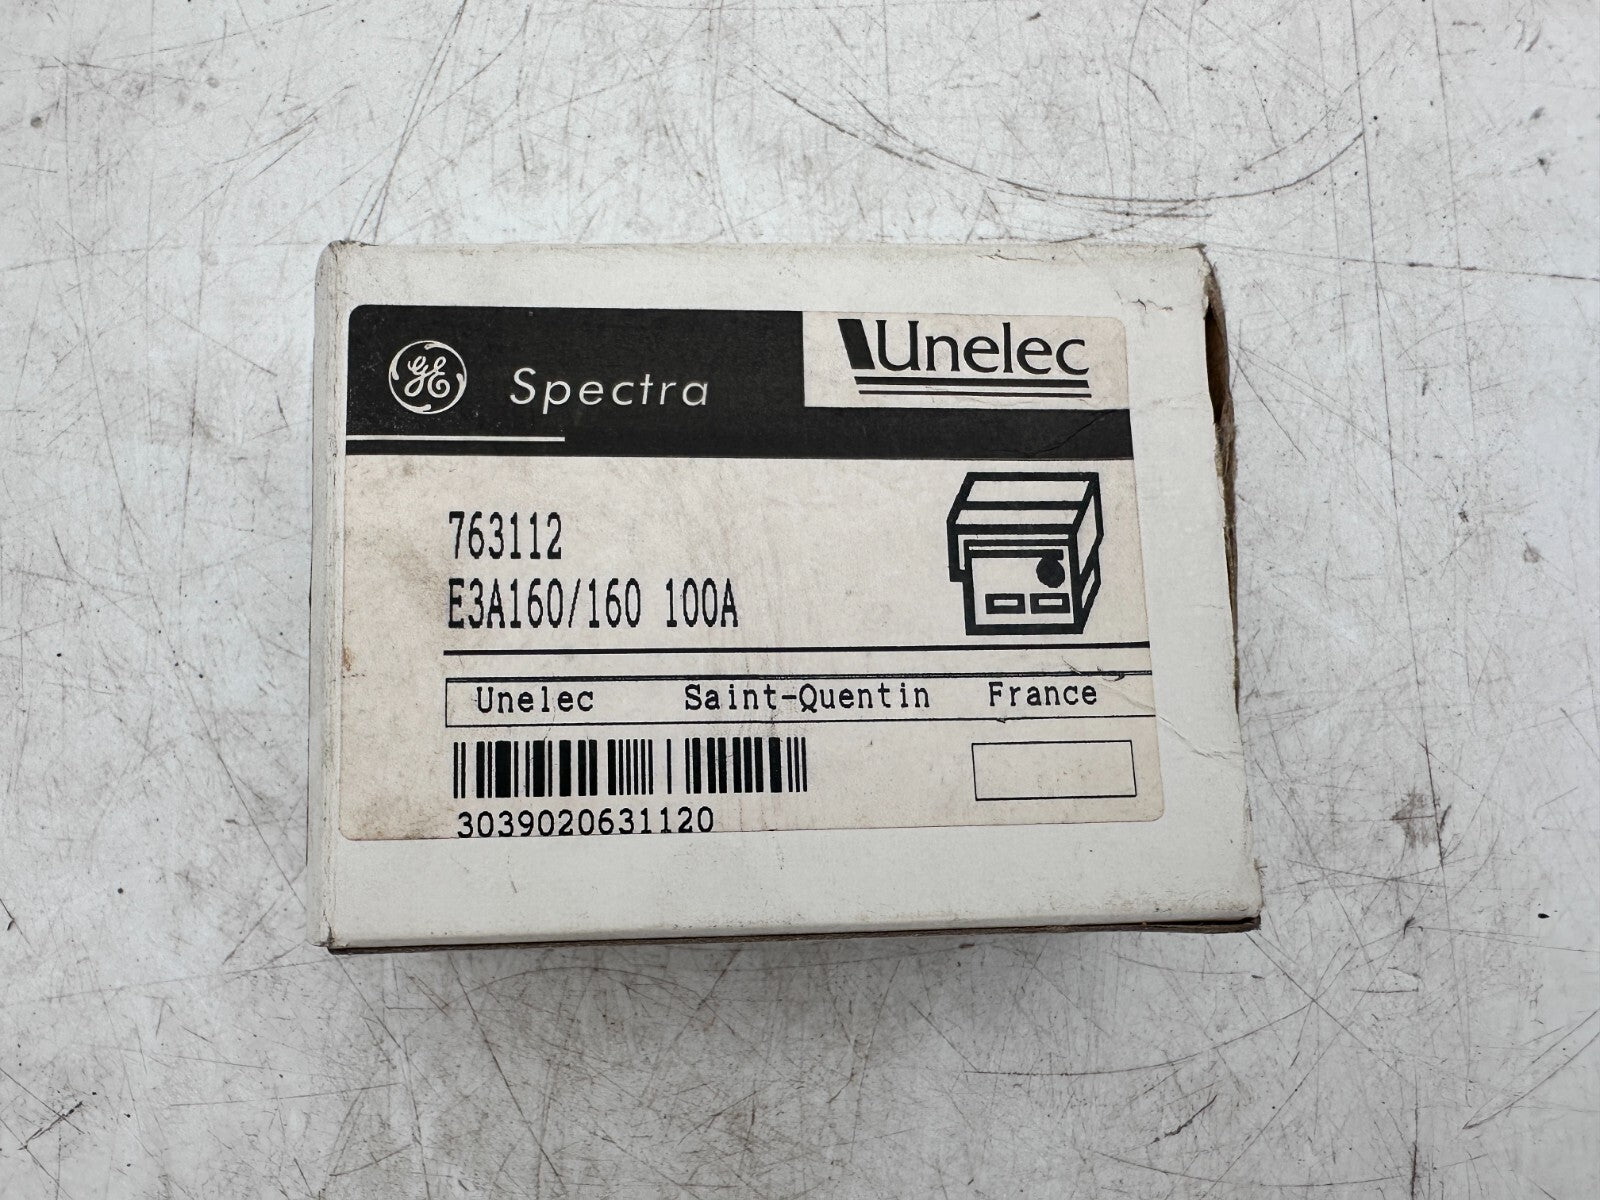 GE Spectra Unelec
763112
E3A160/160 100A
Unelec Saint-Quentin France
3039020631120